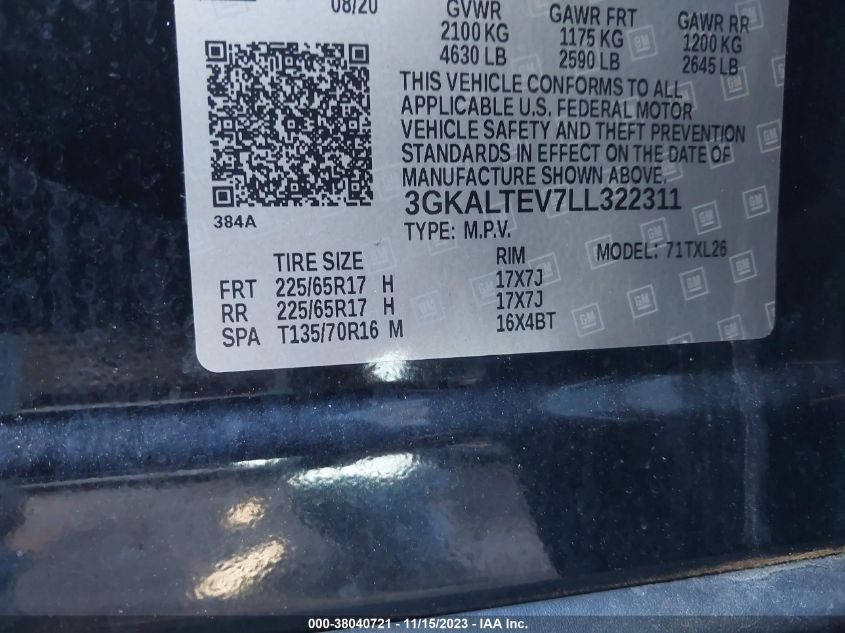 08/20 GVWR GAWR FRT GAWR RR
2100 KG 1175 KG 1200 KG
4630 LB 2590 LB 2645 LB
THIS VEHICLE CONFORMS TO ALL
APPLICABLE U.S. FEDERAL MOTOR
VEHICLE SAFETY AND THEFT PREVENTION
STANDARDS IN EFFECT ON THE DATE OF
MANUFACTURE SHOWN ABOVE.
384A
3GKALTEV7LL322311
TYPE: M.P.V. MODEL: 71TXL26
TIRE SIZE RIM
FRT 225/65R17 H 17X7J
RR 225/65R17 H 17X7J
SPA T135/70R16 M 16X4BT
000-38040721 - 11/15/2023 - IAA Inc.